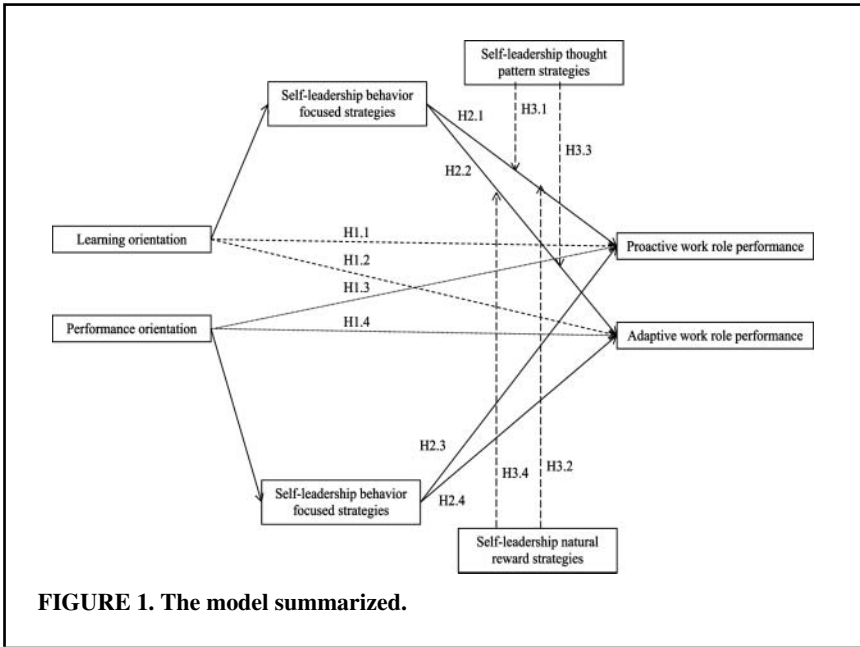 Self-leadership thought
pattern strategies
Self-leadership behavior
focused strategies
H2.1
H3.1
H3.3
H2.2
Learning orientation
H1.1
Proactive work role performance
H1.2
H1.3
Performance orientation
H1.4
Adaptive work role performance
H2.3
H3.2
H3.4
Self-leadership behavior
focused strategies
H2.4
Self-leadership natural
reward strategies
FIGURE 1. The model summarized.